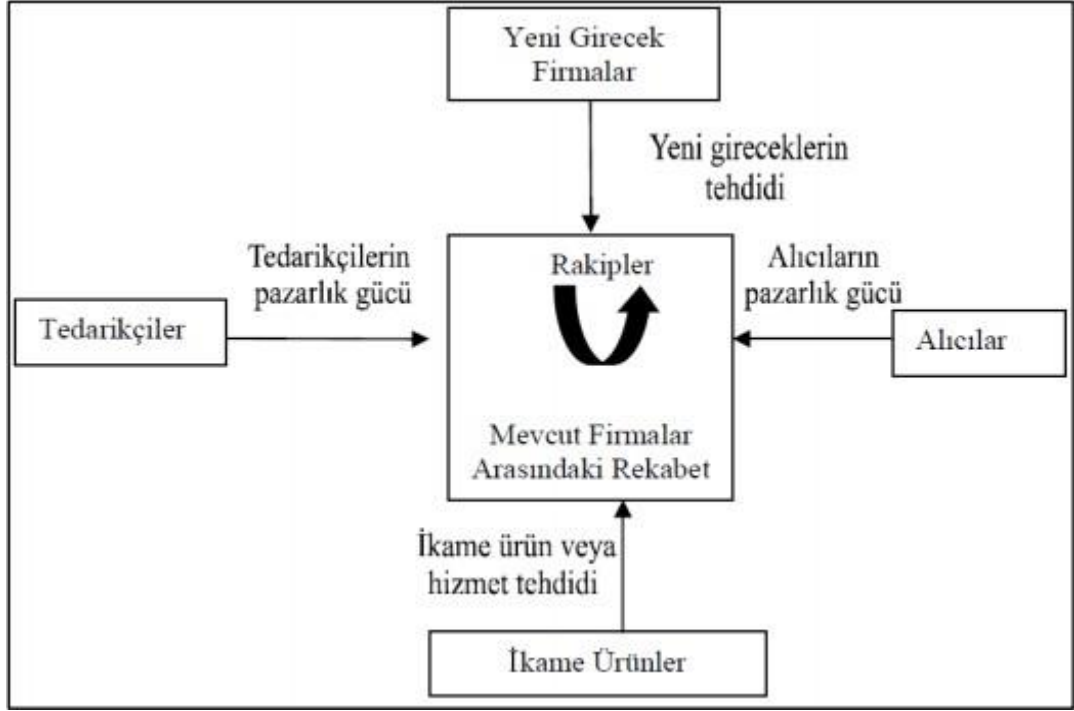 Yeni Girecek
Firmalar
Yeni gireceklerin
tehdidi
Tedarikçilerin
pazarlık gücü
Rakipler
Alıcıların
pazarlık gücü
Tedarikçiler
Alıcılar
Mevcut Firmalar
Arasındaki Rekabet
İkame ürün veya
hizmet tehdidi
İkame Ürünler